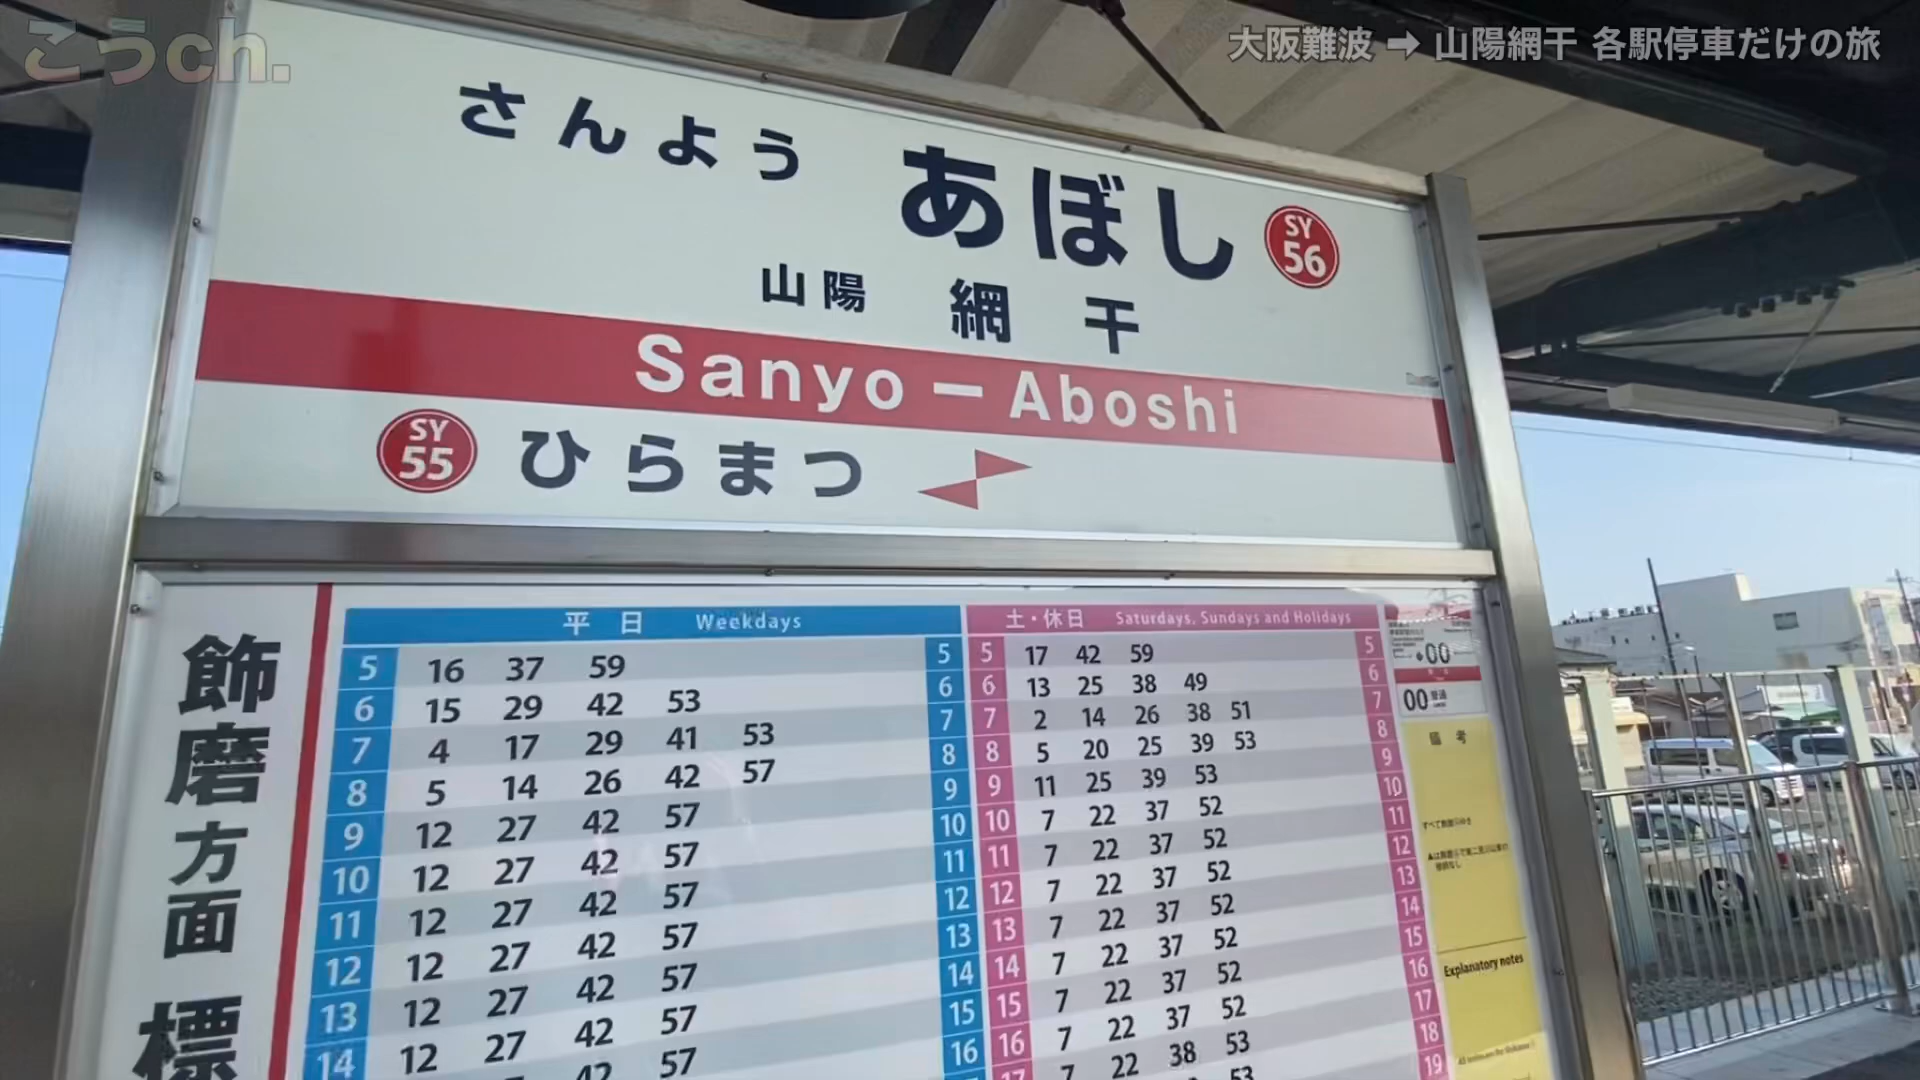 こうch.
大阪難波 ➡ 山陽網干 各駅停車だけの旅
さんよう あぼし
SY 56
山陽 網干
Sanyo-Aboshi
SY 55 ひらまつ
飾磨方面 標
平日 Weekdays
5 16 37 59 5
6 15 29 42 53 6
7 4 17 29 41 53 7
8 5 14 26 42 57 8
9 12 27 42 57 9
10 12 27 42 57 10
11 12 27 42 57 11
12 12 27 42 57 12
13 12 27 42 57 13
14 12 27 42 57 14
15
16
土・休日 Saturdays, Sundays and Holidays
5 17 42 59 5
6 13 25 38 49 6
7 2 14 26 38 51 7
8 5 20 25 39 53 8
9 11 25 39 53 9
10 7 22 37 52 10
11 7 22 37 52 11
12 7 22 37 52 12
13 7 22 37 52 13
14 7 22 37 52 14
15 7 22 37 52 15
16 7 22 38 53 16
17 17
18
19
00
00 普通
備考
Explanatory notes